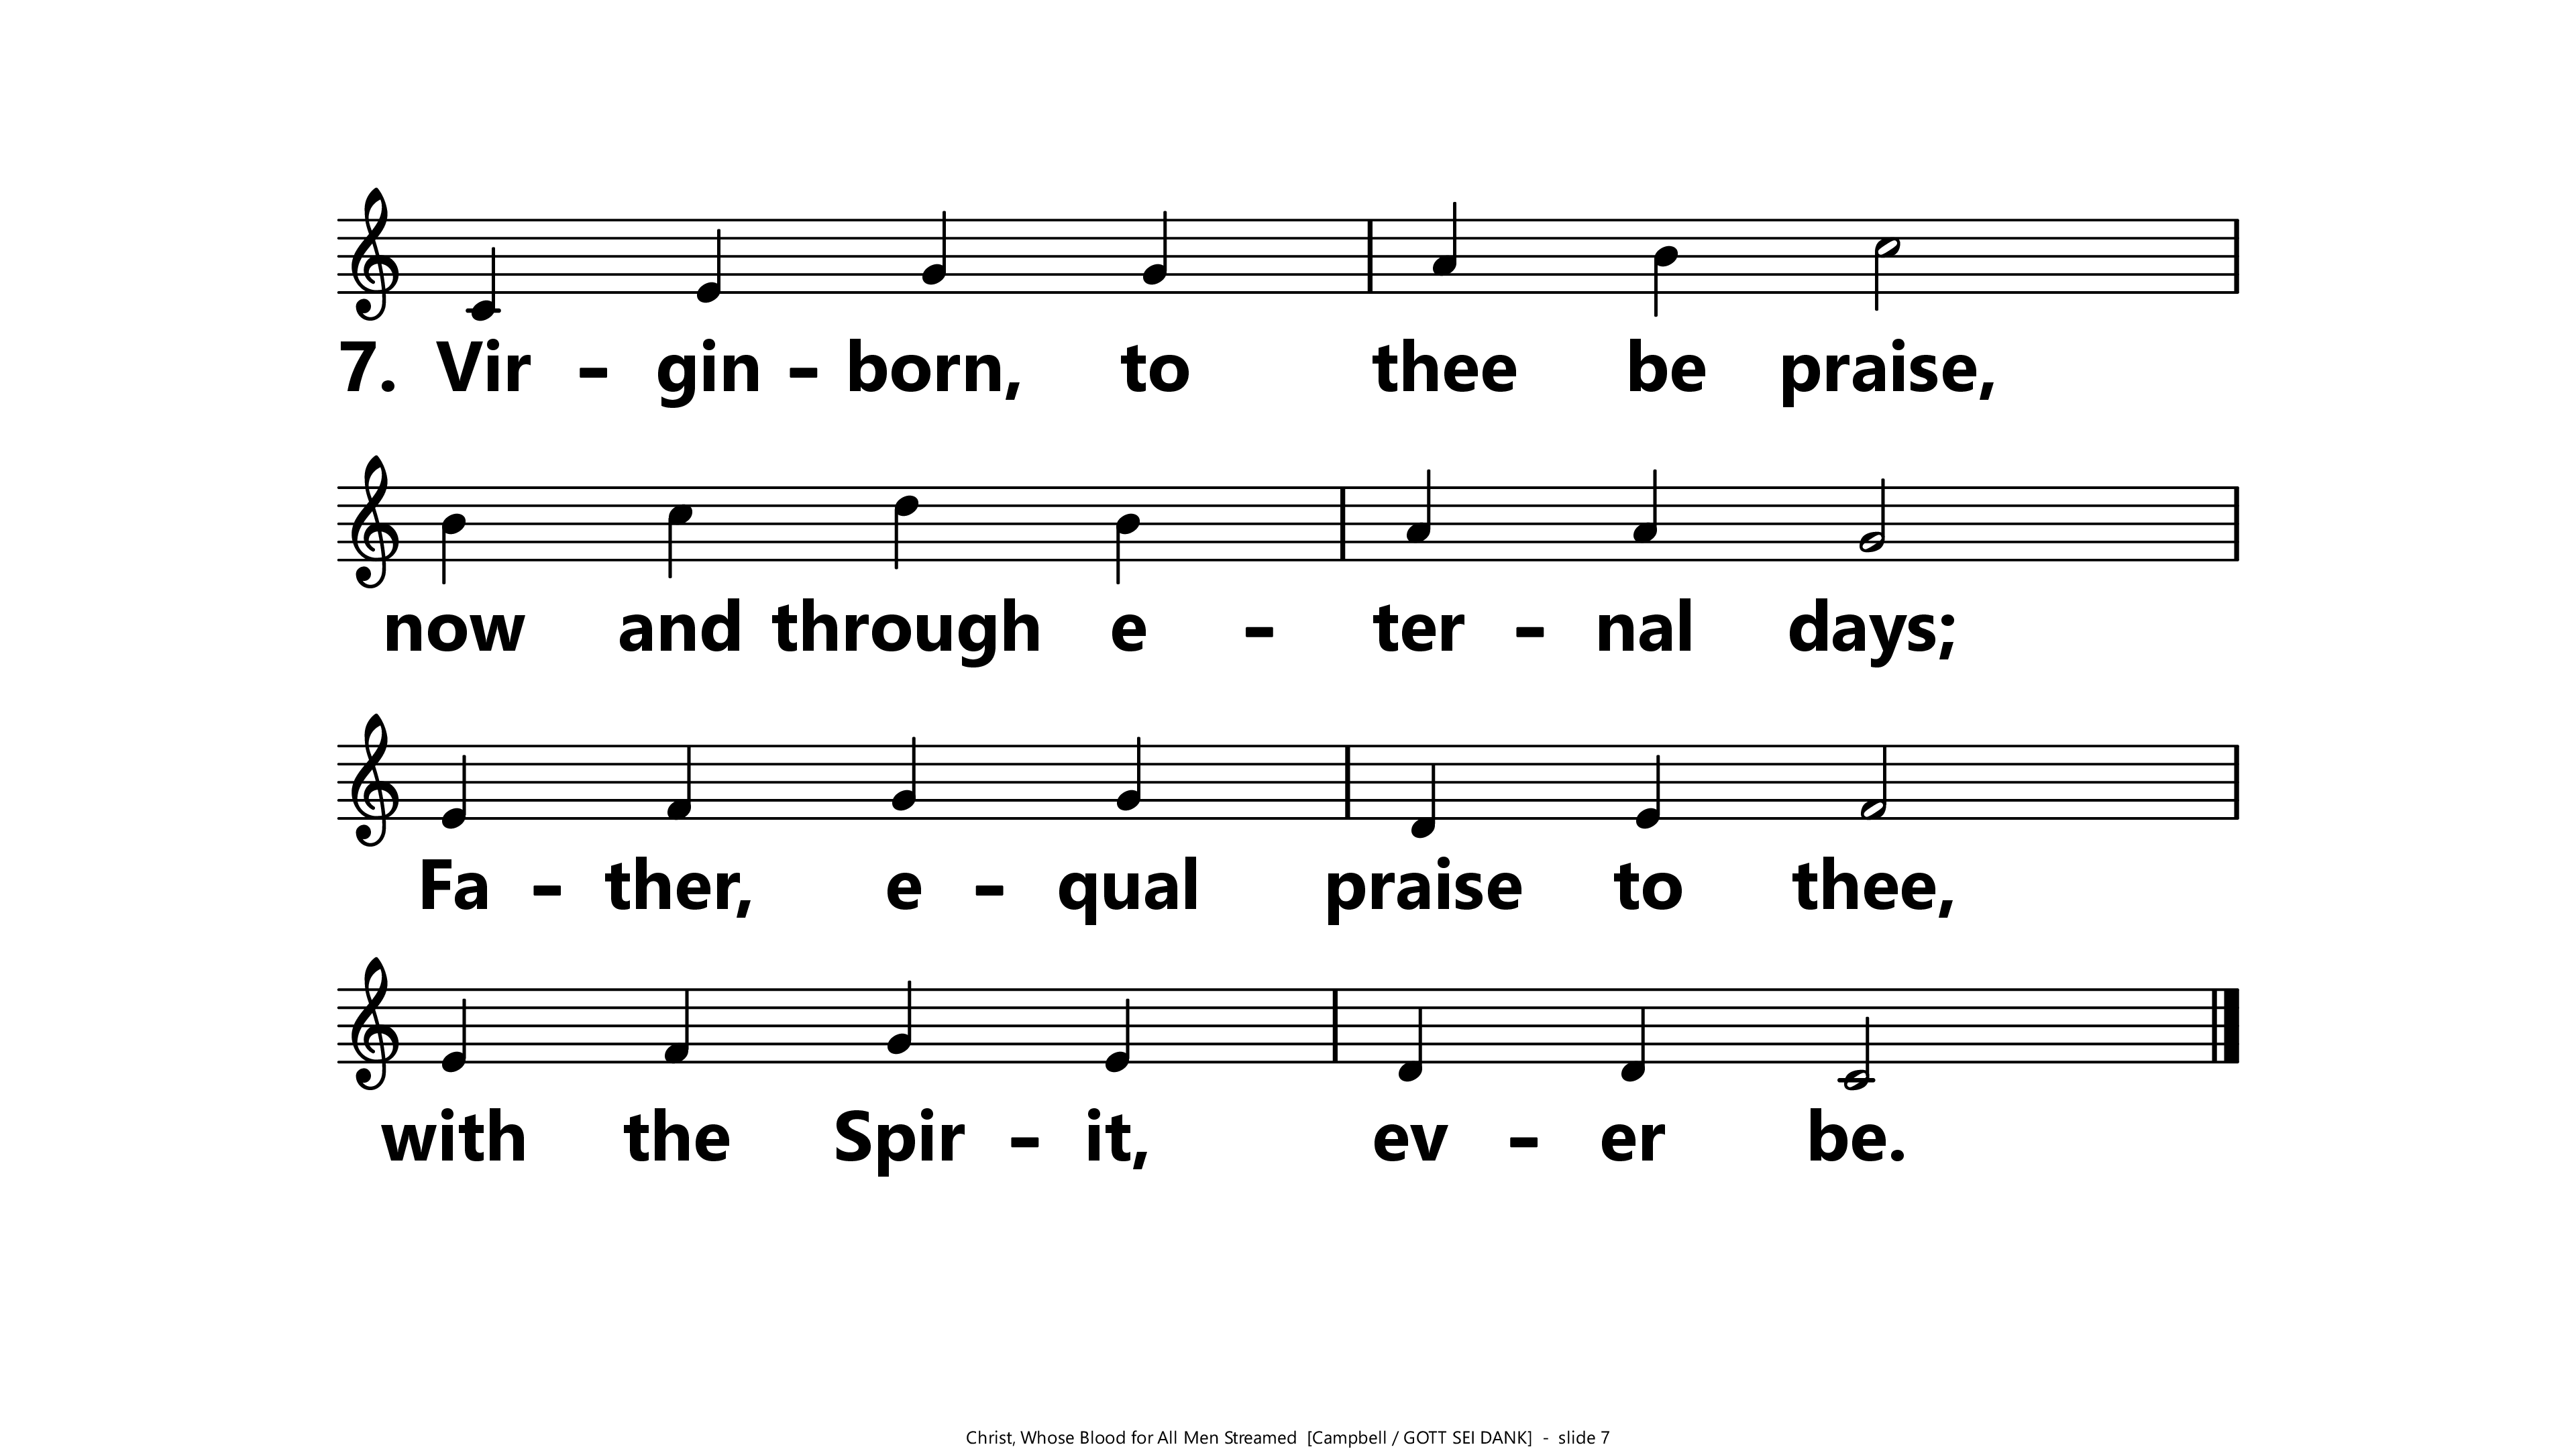 7. Vir - gin - born, to thee be praise,
now and through e - ter - nal days;
Fa - ther, e - qual praise to thee,
with the Spir - it, ev - er be.
Christ, Whose Blood for All Men Streamed [Campbell / GOTT SEI DANK] - slide 7